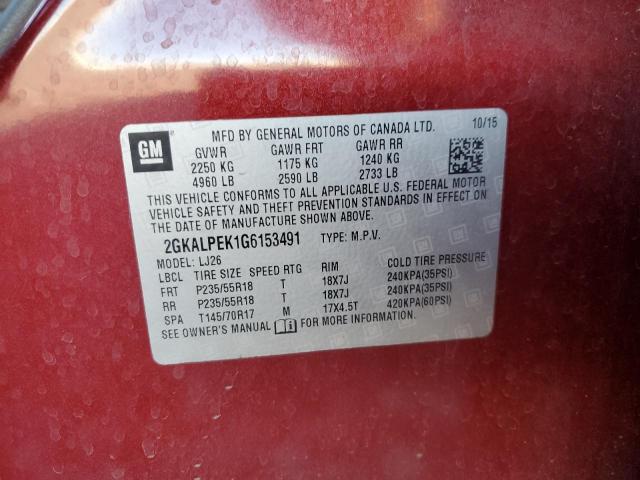 GM
MFD BY GENERAL MOTORS OF CANADA LTD. 10/15
GVWR GAWR FRT GAWR RR
2250 KG 1175 KG 1240 KG
4960 LB 2590 LB 2733 LB
THIS VEHICLE CONFORMS TO ALL APPLICABLE U.S. FEDERAL MOTOR
VEHICLE SAFETY AND THEFT PREVENTION STANDARDS IN EFFECT ON
THE DATE OF MANUFACTURE SHOWN ABOVE.
2GKALPEK1G6153491 TYPE: M.P.V.
MODEL: LJ26
LBCL TIRE SIZE SPEED RTG RIM COLD TIRE PRESSURE
FRT P235/55R18 T 18X7J 240KPA(35PSI)
RR P235/55R18 T 18X7J 240KPA(35PSI)
SPA T145/70R17 M 17X4.5T 420KPA(60PSI)
SEE OWNER'S MANUAL FOR MORE INFORMATION.